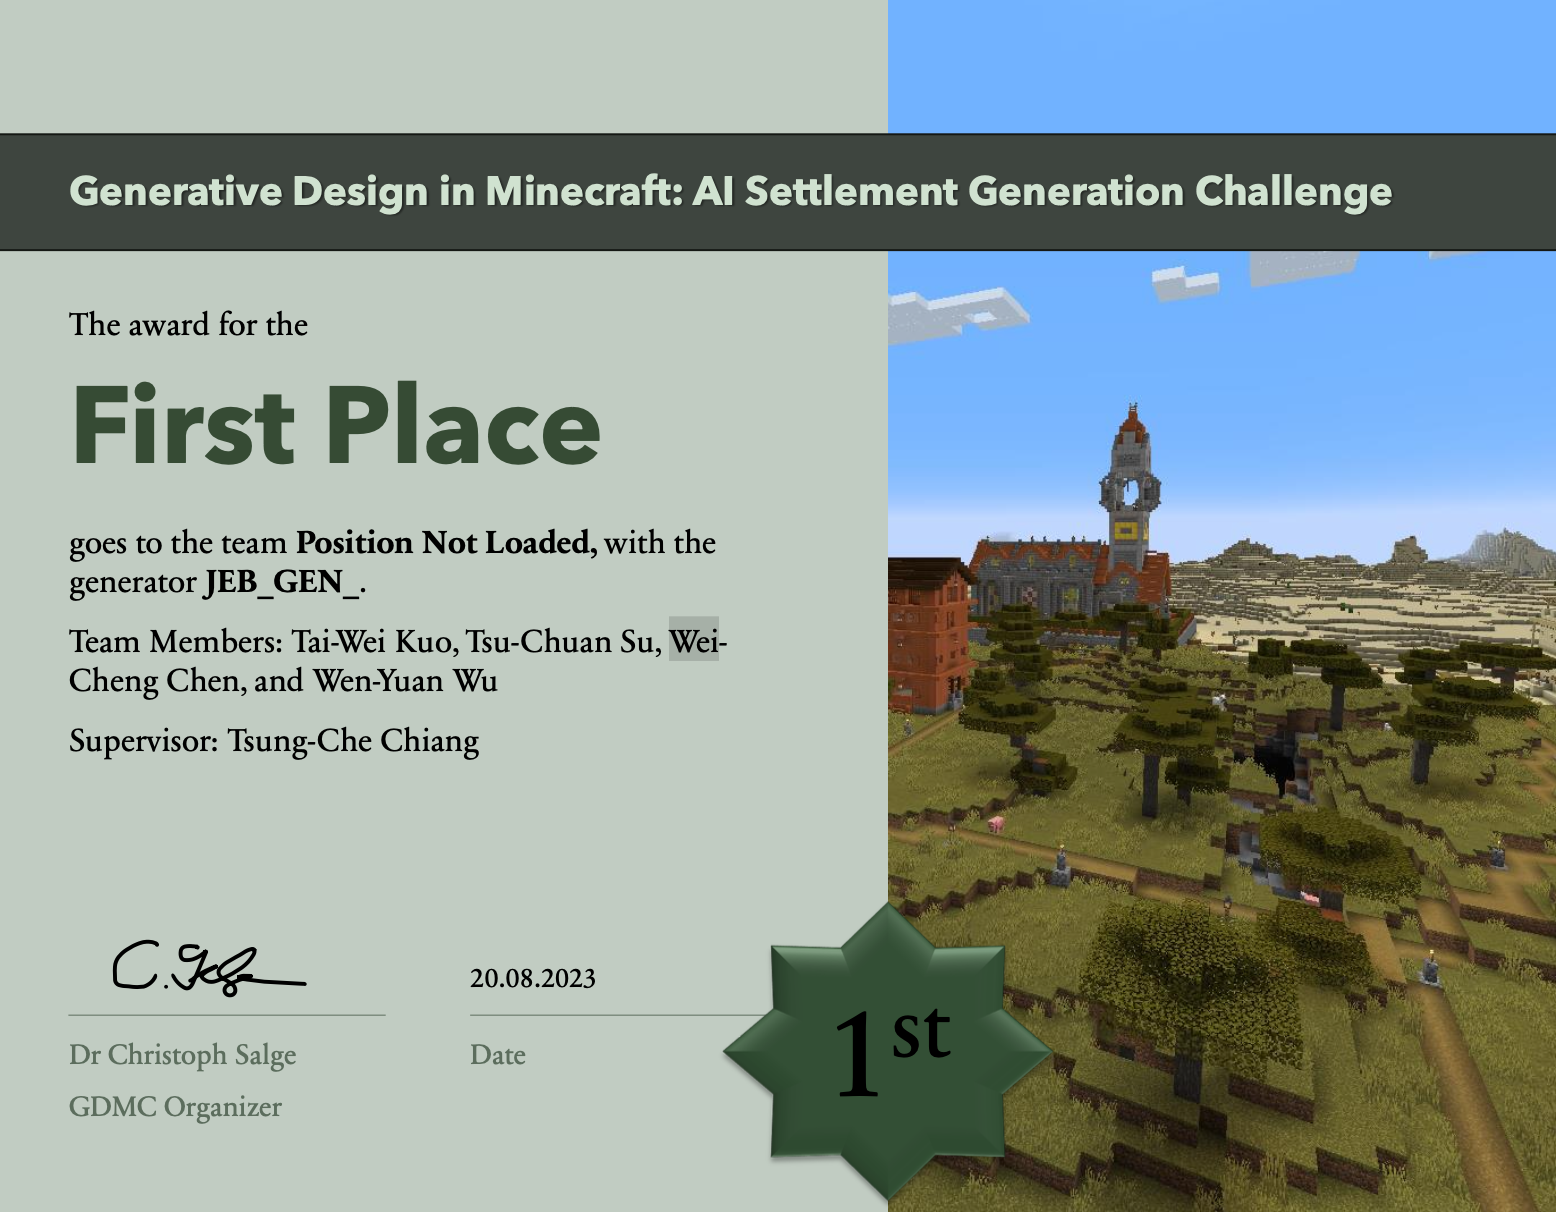 Generative Design in Minecraft: AI Settlement Generation Challenge
The award for the
First Place
goes to the team Position Not Loaded, with the
generator JEB_GEN_.
Team Members: Tai-Wei Kuo, Tsu-Chuan Su, Wei-
Cheng Chen, and Wen-Yuan Wu
Supervisor: Tsung-Che Chiang
20.08.2023
Dr Christoph Salge
Date
GDMC Organizer
1st